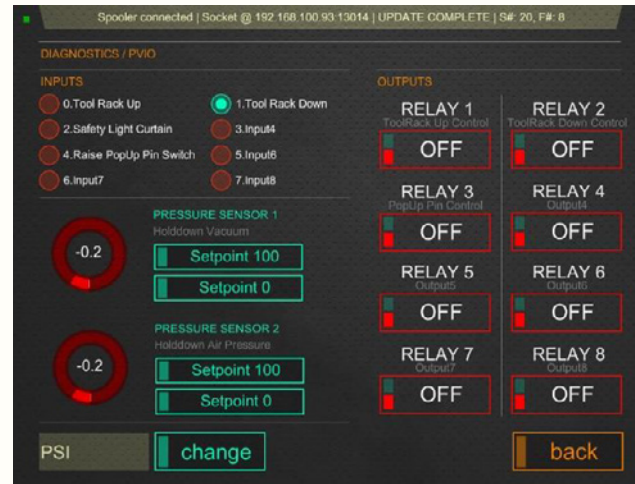 Spooler connected | Socket @ 192.168.100.93:13014 | UPDATE COMPLETE | S#: 20, F#: 8
DIAGNOSTICS / PVIO
INPUTS
0.Tool Rack Up
1.Tool Rack Down
2.Safety Light Curtain
3.Input4
4.Raise PopUp Pin Switch
5.Input6
6.Input7
7.Input8
PRESSURE SENSOR 1
Holddown Vacuum
-0.2
Setpoint 100
Setpoint 0
PRESSURE SENSOR 2
Holddown Air Pressure
-0.2
Setpoint 100
Setpoint 0
PSI
change
OUTPUTS
RELAY 1
ToolRack Up Control
OFF
RELAY 2
ToolRack Down Control
OFF
RELAY 3
PopUp Pin Control
OFF
RELAY 4
Output4
OFF
RELAY 5
Output5
OFF
RELAY 6
Output6
OFF
RELAY 7
Output7
OFF
RELAY 8
Output8
OFF
back